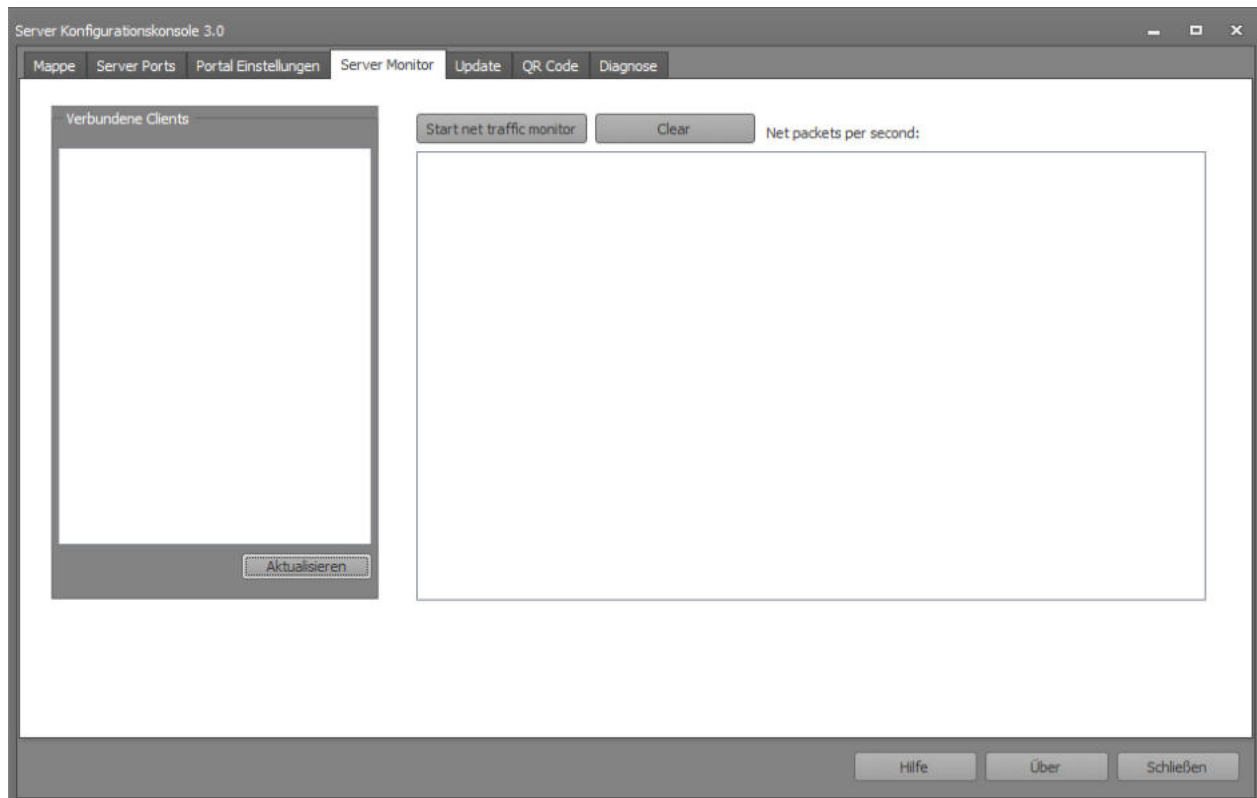 Server Konfigurationskonsole 3.0
Mappe Server Ports Portal Einstellungen Server Monitor Update QR Code Diagnose
Verbundene Clients
Start net traffic monitor Clear Net packets per second:
Aktualisieren
Hilfe Über Schließen